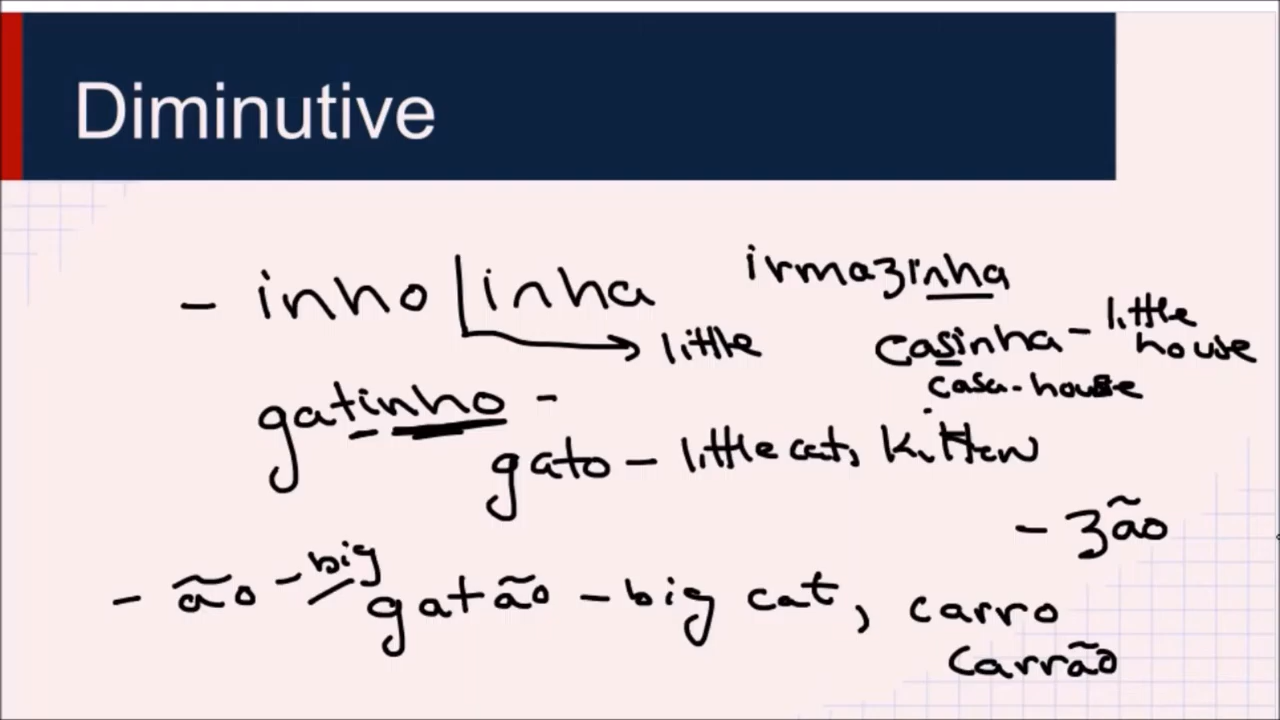 Diminutive
- inho | inha
little
irmazinha
casinha - little house
casa - house
gatinho -
gato - little cat, kitten
- zão
- ão - big
gatão - big cat, carro
carrão